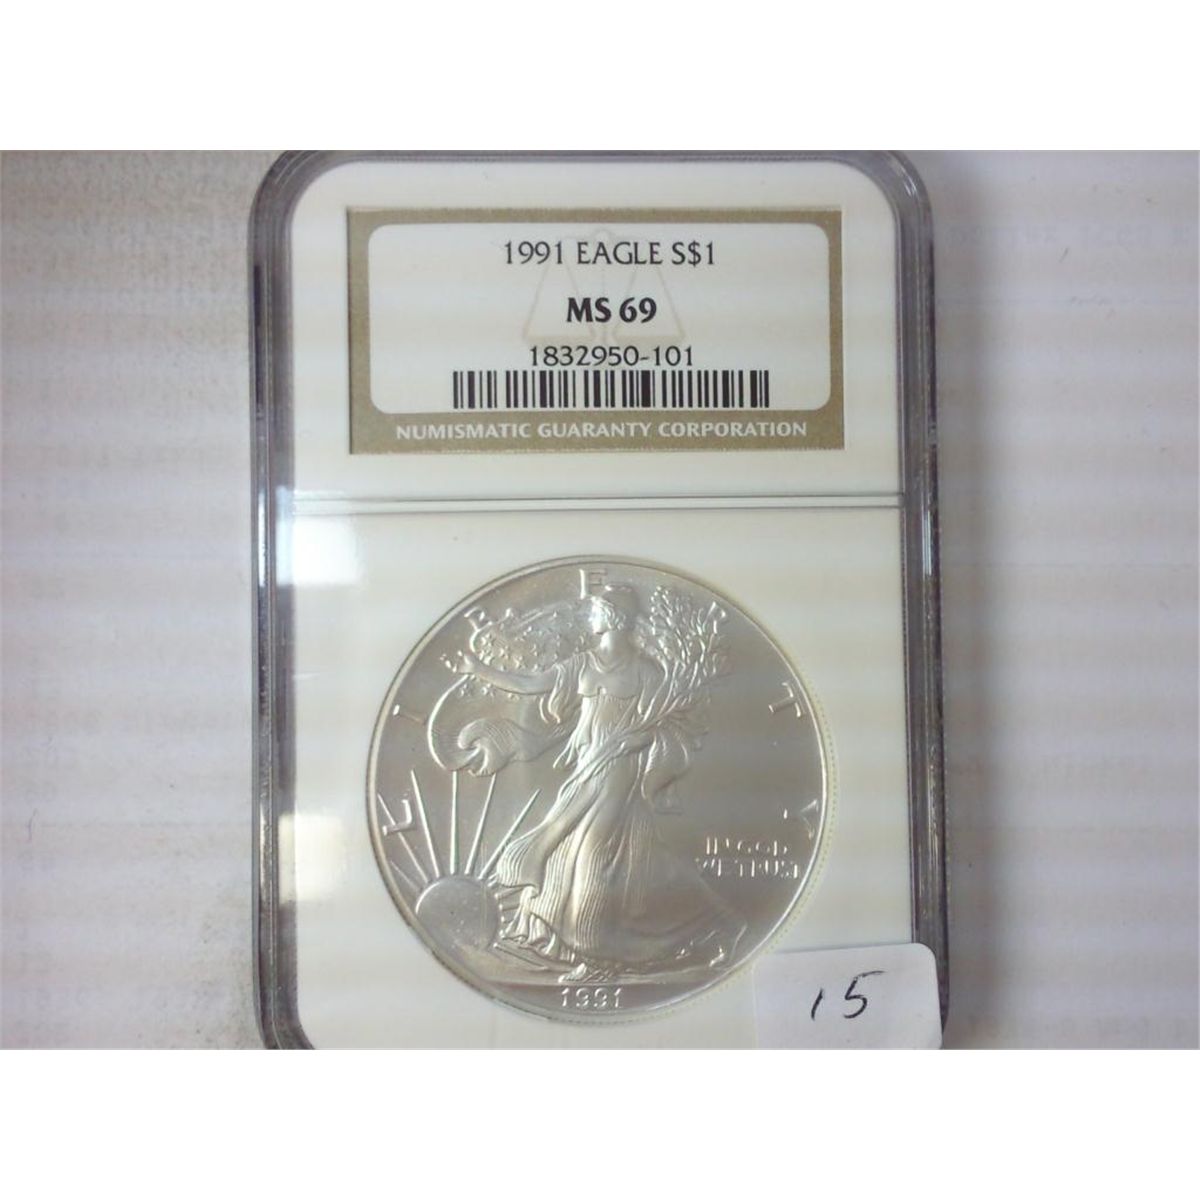 1991 EAGLE S$1
MS 69
1832950-101
NUMISMATIC GUARANTY CORPORATION
LIBERTY
IN GOD
WE TRUST
1991
15